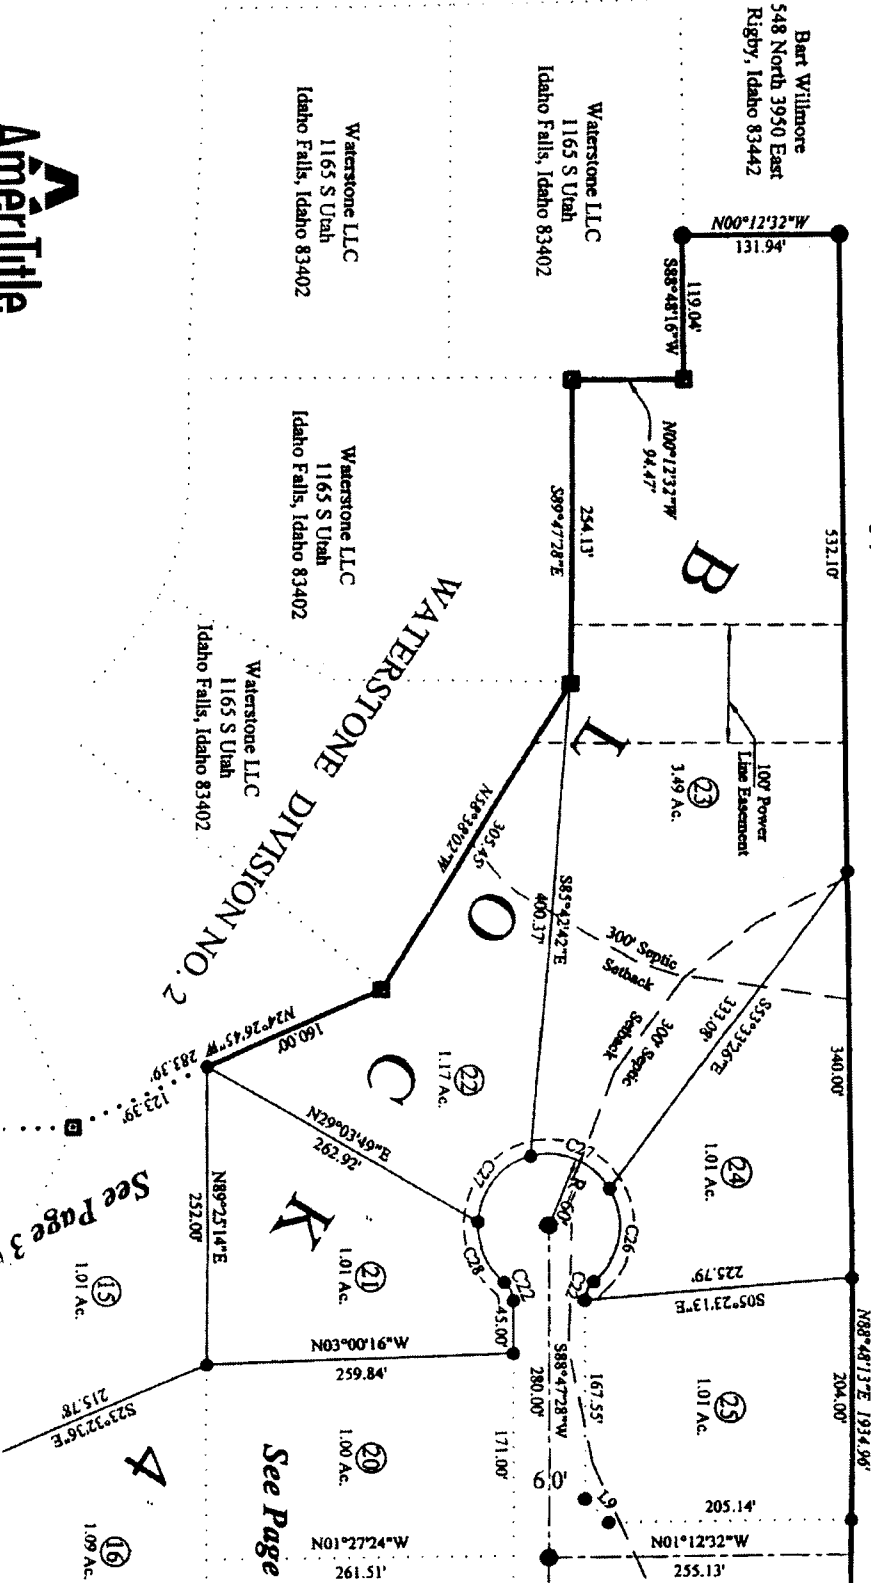 Bart Willmore
548 North 3950 East
Rigby, Idaho 83442
Waterstone LLC
1165 S Utah
Idaho Falls, Idaho 83402
Waterstone LLC
1165 S Utah
Idaho Falls, Idaho 83402
Waterstone LLC
1165 S Utah
Idaho Falls, Idaho 83402
Waterstone LLC
1165 S Utah
Idaho Falls, Idaho 83402
AmeriTitle
N00°12'32"W
131.94'
119.04'
S88°48'16"W
N00°12'32"W
94.47'
254.13'
S89°47'28"E
532.10'
100' Power
Line Easement
23
3.49 Ac.
B L O C K 4
WATERSTONE DIVISION NO. 2
N58°38'02"W
305.45'
S85°42'42"E
400.37'
300' Septic
Setback
300' Septic
Setback
S53°33'26"E
333.08'
340.00'
22
1.17 Ac.
24
1.01 Ac.
N24°26'45"W 283.39'
160.00'
123.39'
N29°03'49"E
262.92'
C27
C27
R=60'
C26
C28
C22
C22
N89°25'14"E
252.00'
See Page 3
21
1.01 Ac.
15
1.01 Ac.
45.00'
S88°47'28"W
280.00'
225.79'
S05°23'13"E
N88°48'13"E 1934.96'
204.00'
N03°00'16"W
259.84'
167.55'
25
1.01 Ac.
S23°32'36"E
215.78'
20
1.00 Ac.
171.00'
60'
L9
205.14'
See Page
16
1.09 Ac.
N01°27'24"W
261.51'
N01°12'32"W
255.13'